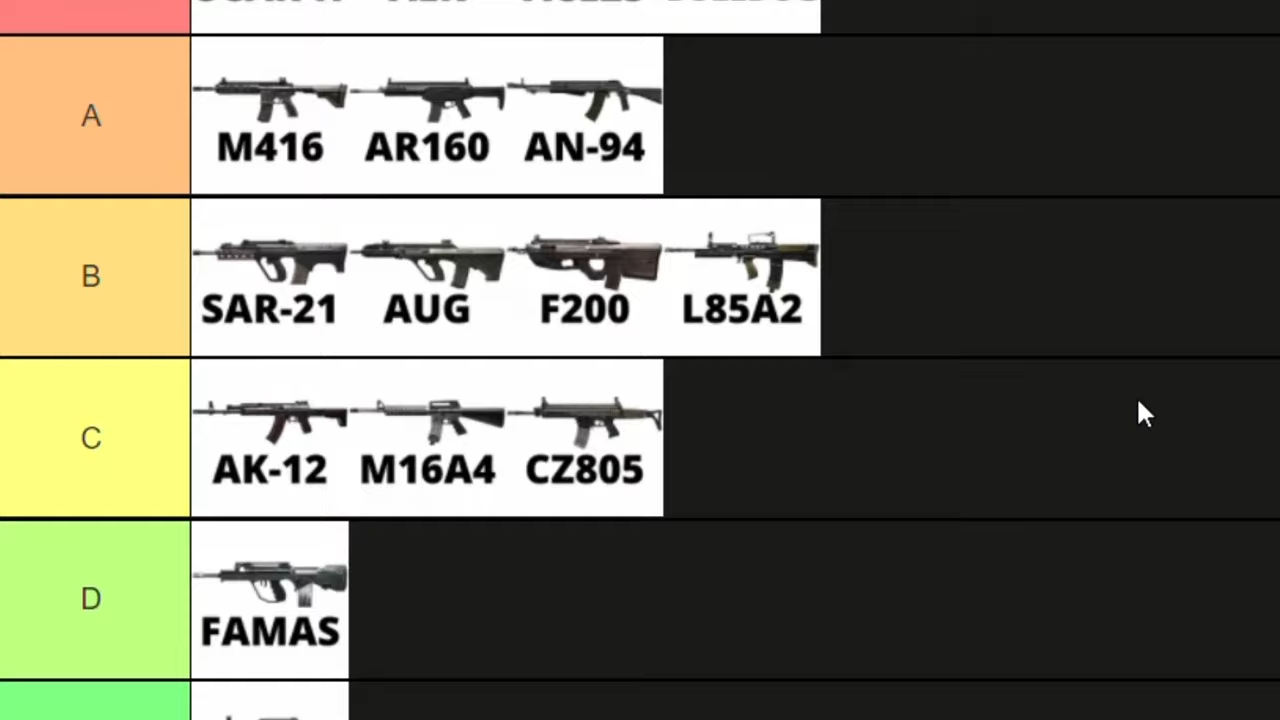 A
M416 AR160 AN-94
B
SAR-21 AUG F200 L85A2
C
AK-12 M16A4 CZ805
D
FAMAS